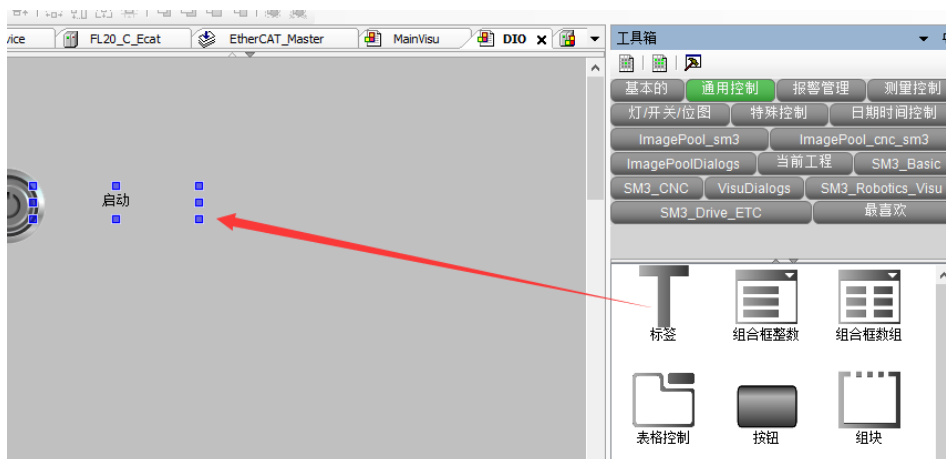 vice FL20_C_Ecat EtherCAT_Master MainVisu DIO
工具箱
基本的 通用控制 报警管理 测量控制
灯/开关/位图 特殊控制 日期时间控制
ImagePool_sm3 ImagePool_cnc_sm3
ImagePoolDialogs 当前工程 SM3_Basic
SM3_CNC VisuDialogs SM3_Robotics_Visu
SM3_Drive_ETC 最喜欢
启动
标签 组合框整数 组合框数组
表格控制 按钮 组块